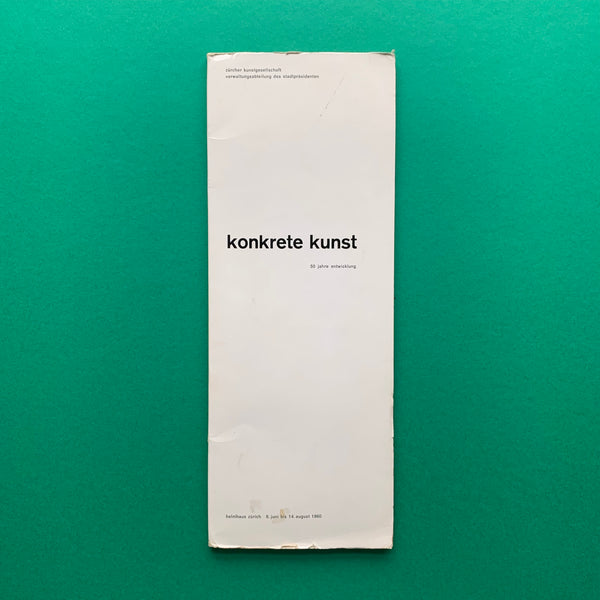 zürcher kunstgesellschaft
verwaltungsabteilung des stadtpräsidenten
konkrete kunst
50 jahre entwicklung
helmhaus zürich 8. juni bis 14. august 1960